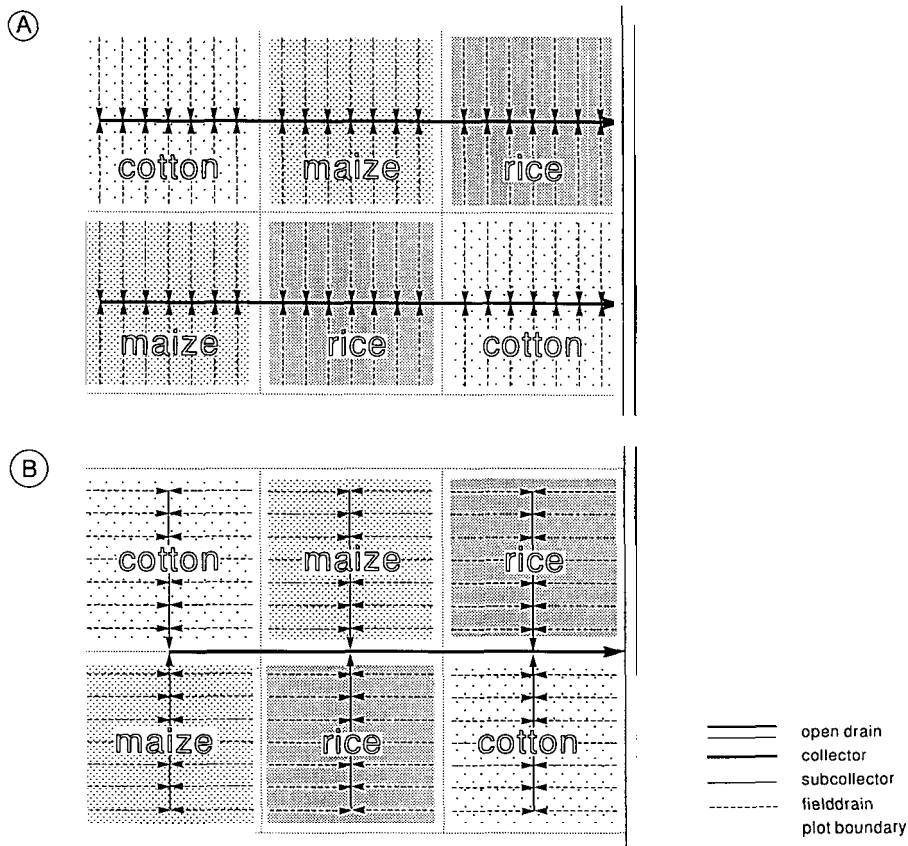 A
cotton maize rice
maize rice cotton
B
cotton maize rice
maize rice cotton
open drain
collector
subcollector
fielddrain
plot boundary